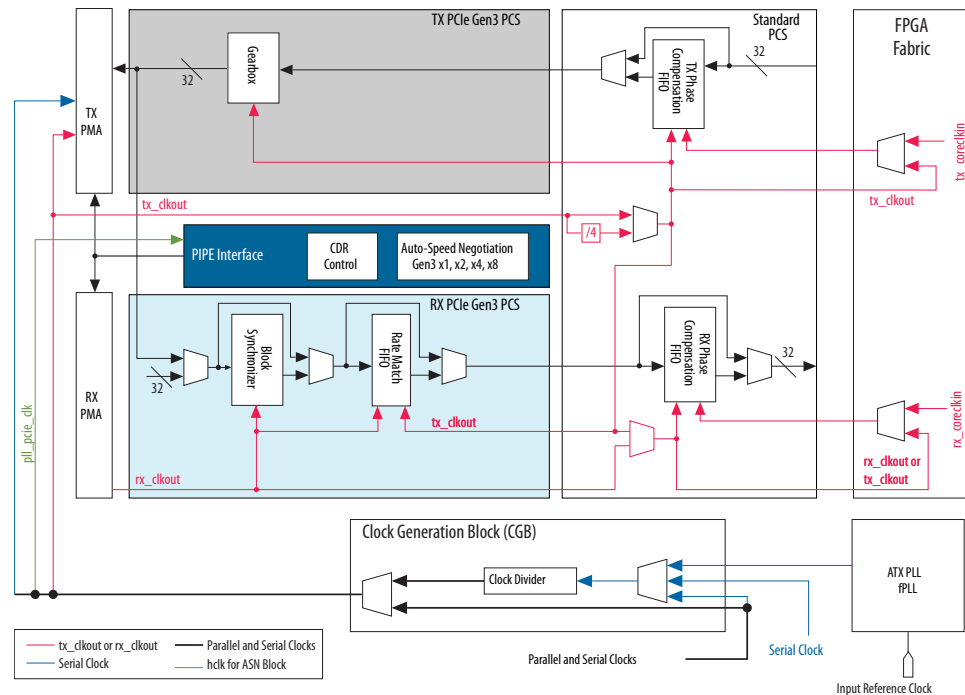 TX PCIe Gen3 PCS
Standard
PCS
FPGA
Fabric
32
Gearbox
TX Phase
Compensation
FIFO
32
TX
PMA
tx_coreclkin
tx_clkout
tx_clkout
/4
PIPE Interface
CDR
Control
Auto-Speed Negotiation
Gen3 x1, x2, x4, x8
RX PCIe Gen3 PCS
Block
Synchronizer
Rate Match
FIFO
RX Phase
Compensation
FIFO
32
32
RX
PMA
pll_pcie_clk
tx_clkout
rx_coreclkin
rx_clkout or
tx_clkout
rx_clkout
Clock Generation Block (CGB)
Clock Divider
ATX PLL
fPLL
tx_clkout or rx_clkout
Parallel and Serial Clocks
Serial Clock
hclk for ASN Block
Parallel and Serial Clocks
Serial Clock
Input Reference Clock